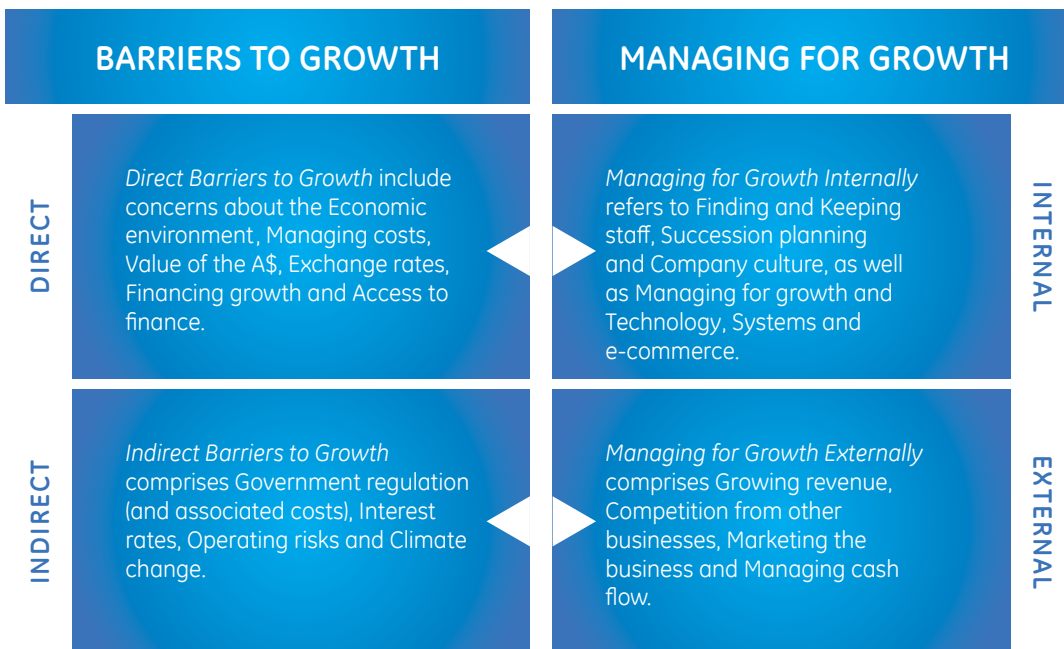 BARRIERS TO GROWTH
MANAGING FOR GROWTH
DIRECT
Direct Barriers to Growth include
concerns about the Economic
environment, Managing costs,
Value of the A$, Exchange rates,
Financing growth and Access to
finance.
Managing for Growth Internally
refers to Finding and Keeping
staff, Succession planning
and Company culture, as well
as Managing for growth and
Technology, Systems and
e-commerce.
INTERNAL
INDIRECT
Indirect Barriers to Growth
comprises Government regulation
(and associated costs), Interest
rates, Operating risks and Climate
change.
Managing for Growth Externally
comprises Growing revenue,
Competition from other
businesses, Marketing the
business and Managing cash
flow.
EXTERNAL